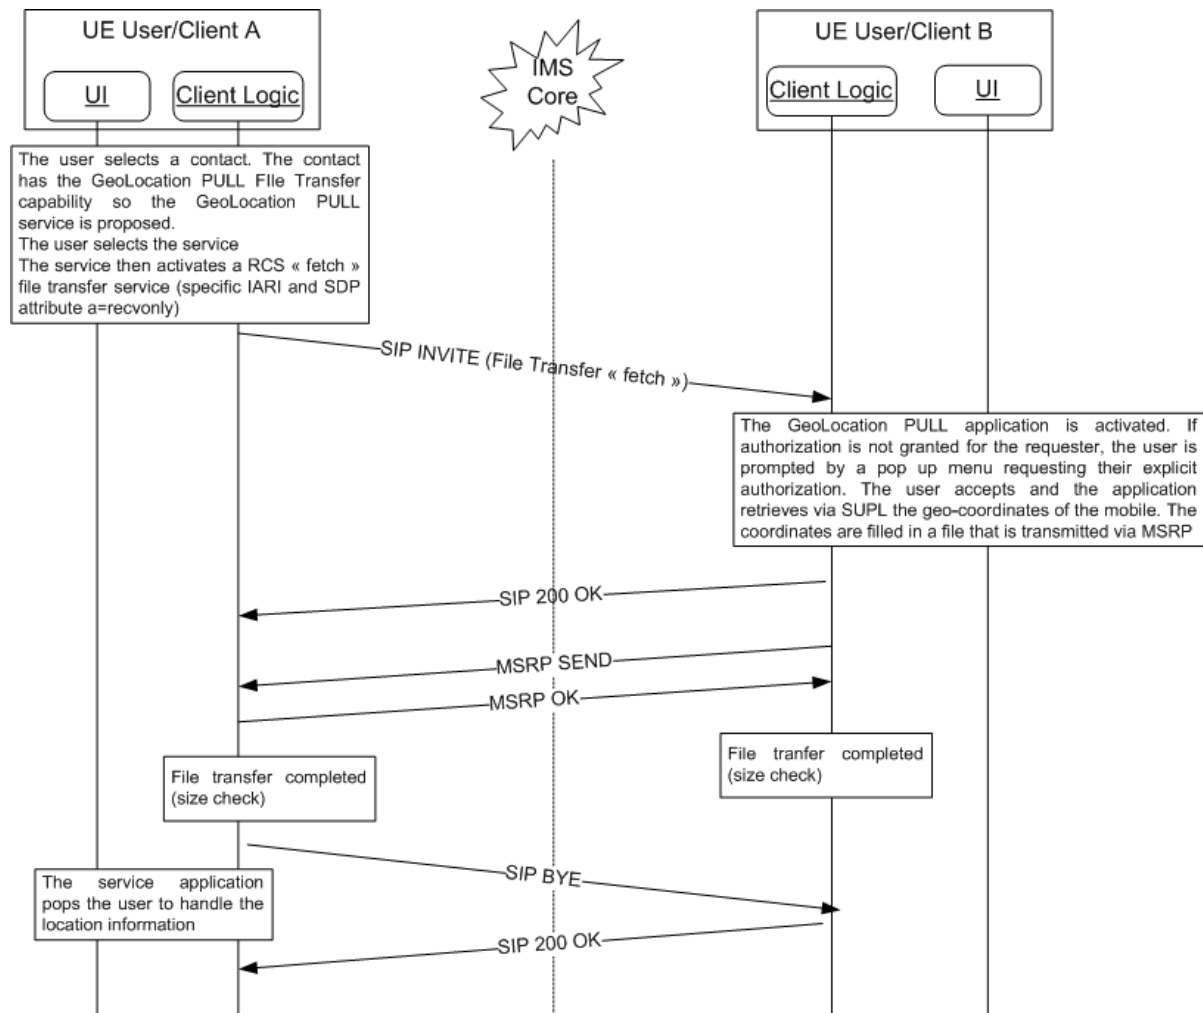 UE User/Client A
UI
Client Logic
IMS
Core
UE User/Client B
Client Logic
UI
The user selects a contact. The contact
has the GeoLocation PULL FIle Transfer
capability so the GeoLocation PULL
service is proposed.
The user selects the service
The service then activates a RCS « fetch »
file transfer service (specific IARI and SDP
attribute a=recvonly)
SIP INVITE (File Transfer « fetch »)
The GeoLocation PULL application is activated. If
authorization is not granted for the requester, the user is
prompted by a pop up menu requesting their explicit
authorization. The user accepts and the application
retrieves via SUPL the geo-coordinates of the mobile. The
coordinates are filled in a file that is transmitted via MSRP
SIP 200 OK
MSRP SEND
MSRP OK
File transfer completed
(size check)
File tranfer completed
(size check)
SIP BYE
The service application
pops the user to handle the
location information
SIP 200 OK